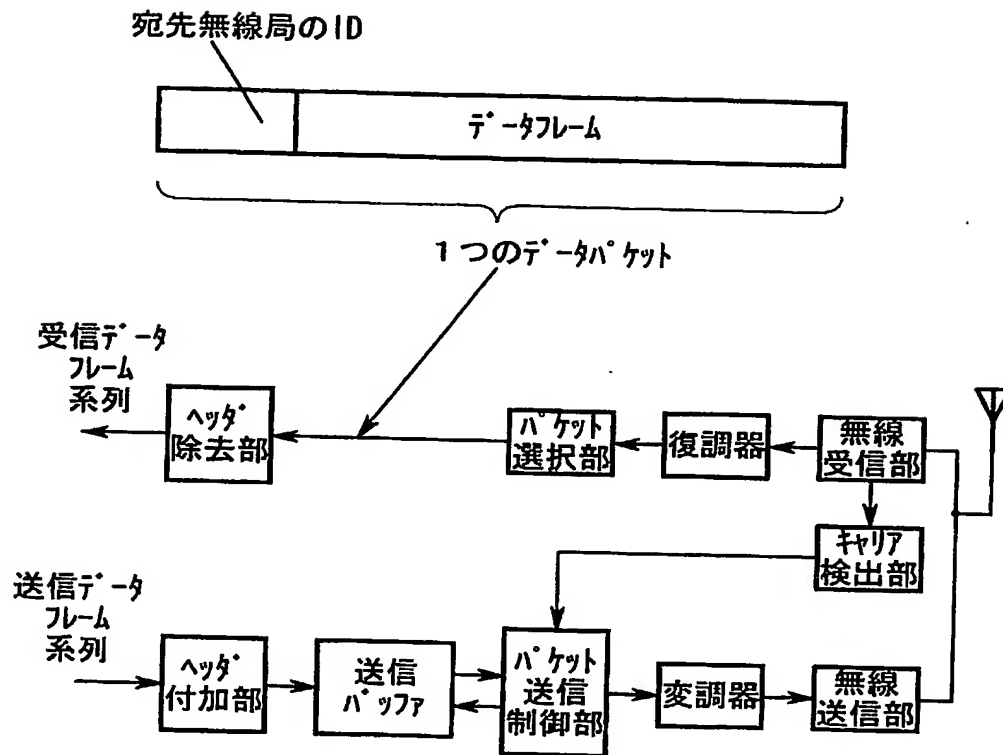 宛先無線局のID
データフレーム
1つのデータパケット
受信データ
フレーム
系列
ヘッダ
除去部
パケット
選択部
復調器
無線
受信部
キャリア
検出部
送信データ
フレーム
系列
ヘッダ
付加部
送信
バッファ
パケット
送信
制御部
変調器
無線
送信部